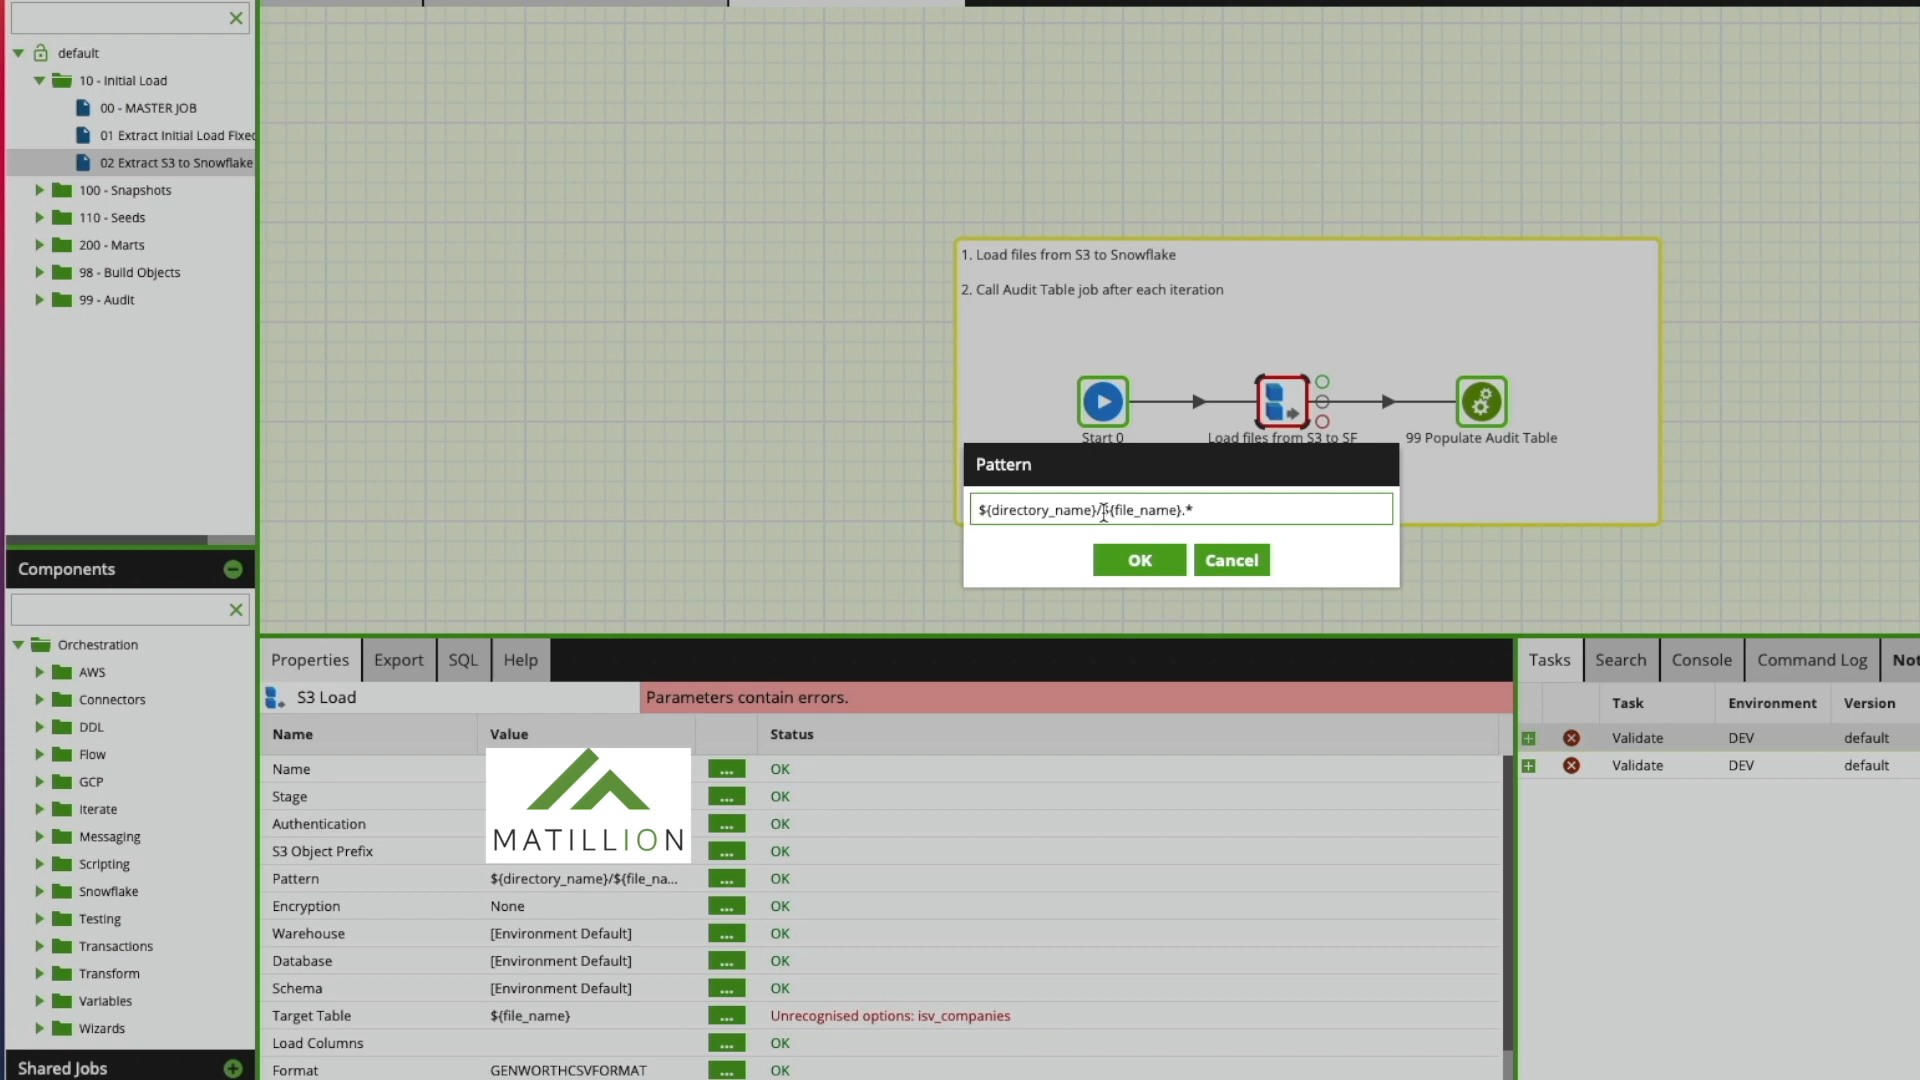 default
10 - Initial Load
00 - MASTER JOB
01 Extract Initial Load Fixed
02 Extract S3 to Snowflake
100 - Snapshots
110 - Seeds
200 - Marts
98 - Build Objects
99 - Audit
Components
Orchestration
AWS
Connectors
DDL
Flow
GCP
Iterate
Messaging
Scripting
Snowflake
Testing
Transactions
Transform
Variables
Wizards
Shared Jobs
1. Load files from S3 to Snowflake
2. Call Audit Table job after each iteration
Start 0
Load files from S3 to SF
99 Populate Audit Table
Pattern
${directory_name}/${file_name}.*
OK
Cancel
Properties
Export
SQL
Help
S3 Load
Parameters contain errors.
Name
Value
Status
Name
... OK
Stage
... OK
Authentication
... OK
S3 Object Prefix
... OK
MATILLION
Pattern
${directory_name}/${file_na...
... OK
Encryption
None
... OK
Warehouse
[Environment Default]
... OK
Database
[Environment Default]
... OK
Schema
[Environment Default]
... OK
Target Table
${file_name}
... Unrecognised options: isv_companies
Load Columns
... OK
Format
GENWORTHCSVFORMAT
... OK
Tasks
Search
Console
Command Log
Not
Task
Environment
Version
Validate
DEV
default
Validate
DEV
default